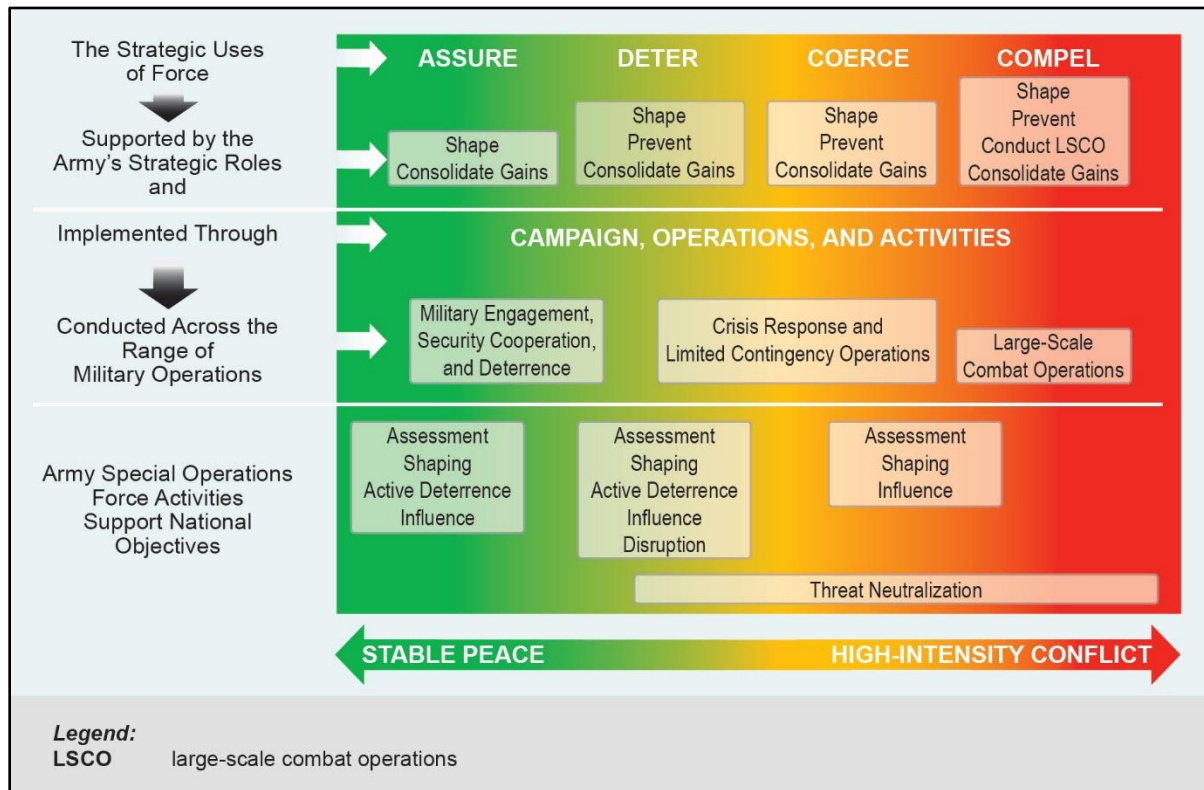 The Strategic Uses
of Force
ASSURE
DETER
COERCE
COMPEL
Supported by the
Army's Strategic Roles
and
Shape
Consolidate Gains
Shape
Prevent
Consolidate Gains
Shape
Prevent
Consolidate Gains
Shape
Prevent
Conduct LSCO
Consolidate Gains
Implemented Through
CAMPAIGN, OPERATIONS, AND ACTIVITIES
Conducted Across the
Range of
Military Operations
Military Engagement,
Security Cooperation,
and Deterrence
Crisis Response and
Limited Contingency Operations
Large-Scale
Combat Operations
Army Special Operations
Force Activities
Support National
Objectives
Assessment
Shaping
Active Deterrence
Influence
Assessment
Shaping
Active Deterrence
Influence
Disruption
Assessment
Shaping
Influence
Threat Neutralization
STABLE PEACE
HIGH-INTENSITY CONFLICT
Legend:
LSCO large-scale combat operations